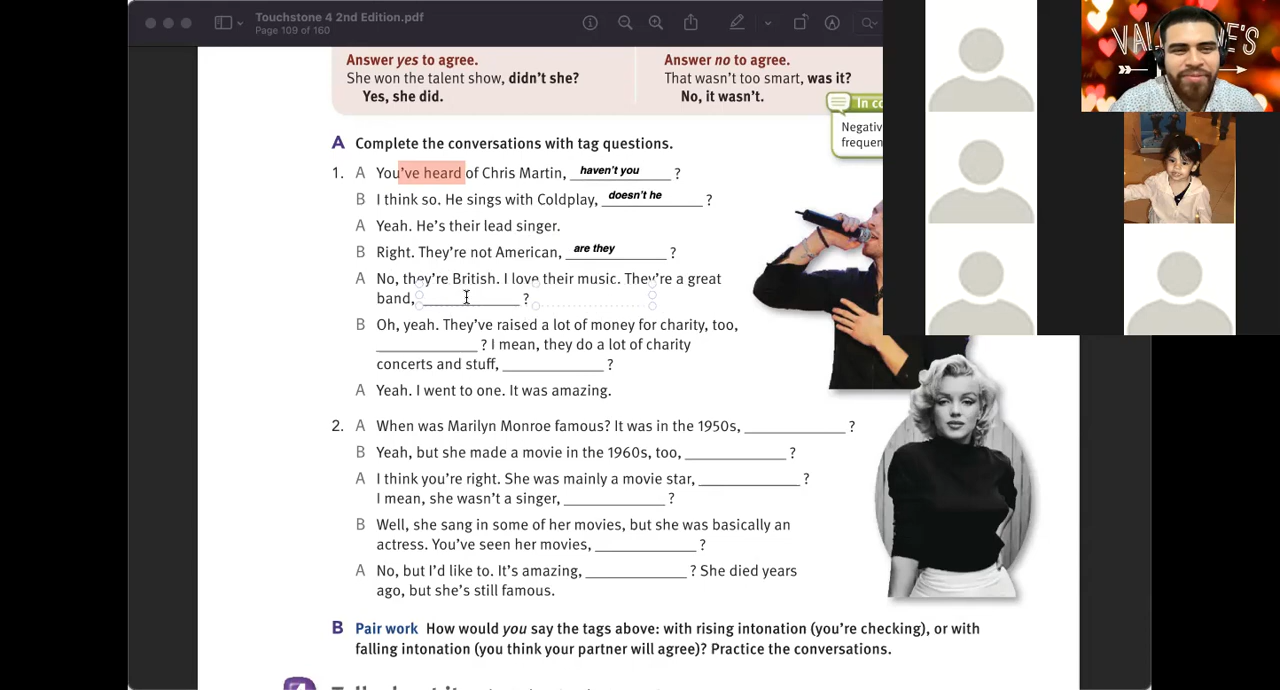 Touchstone 4 2nd Edition.pdf
Page 109 of 160
Answer yes to agree.
She won the talent show, didn't she?
Yes, she did.
Answer no to agree.
That wasn't too smart, was it?
No, it wasn't.
In co
Negativ
frequen
A Complete the conversations with tag questions.
1. A You've heard of Chris Martin, haven't you ?
B I think so. He sings with Coldplay, doesn't he ?
A Yeah. He's their lead singer.
B Right. They're not American, are they ?
A No, they're British. I love their music. They're a great
band, ____________ ?
B Oh, yeah. They've raised a lot of money for charity, too,
____________ ? I mean, they do a lot of charity
concerts and stuff, ____________ ?
A Yeah. I went to one. It was amazing.
2. A When was Marilyn Monroe famous? It was in the 1950s, ____________ ?
B Yeah, but she made a movie in the 1960s, too, ____________ ?
A I think you're right. She was mainly a movie star, ____________ ?
I mean, she wasn't a singer, ____________ ?
B Well, she sang in some of her movies, but she was basically an
actress. You've seen her movies, ____________ ?
A No, but I'd like to. It's amazing, ____________ ? She died years
ago, but she's still famous.
B Pair work How would you say the tags above: with rising intonation (you're checking), or with
falling intonation (you think your partner will agree)? Practice the conversations.